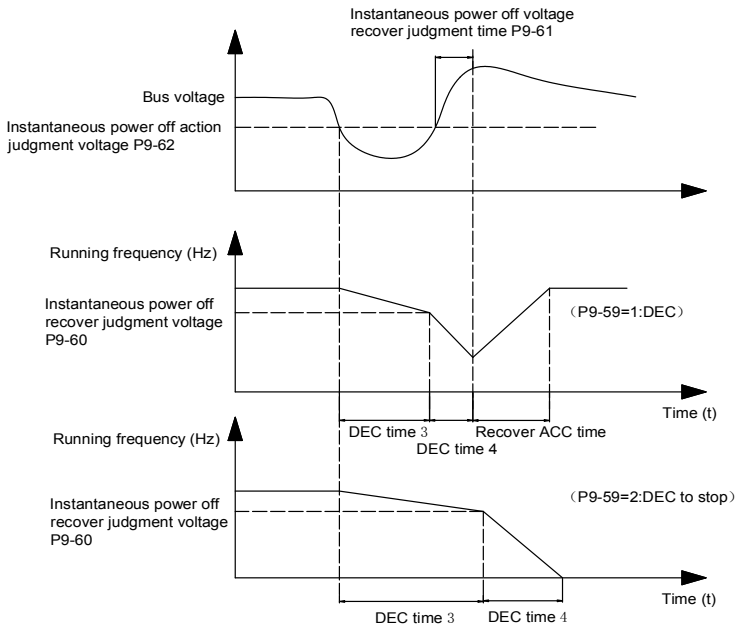 Instantaneous power off voltage
recover judgment time P9-61
Bus voltage
Instantaneous power off action
judgment voltage P9-62
Running frequency (Hz)
Instantaneous power off
recover judgment voltage
P9-60
（P9-59=1:DEC）
Time (t)
DEC time 3
Recover ACC time
DEC time 4
Running frequency (Hz)
Instantaneous power off
recover judgment voltage
P9-60
（P9-59=2:DEC to stop）
Time (t)
DEC time 3
DEC time 4